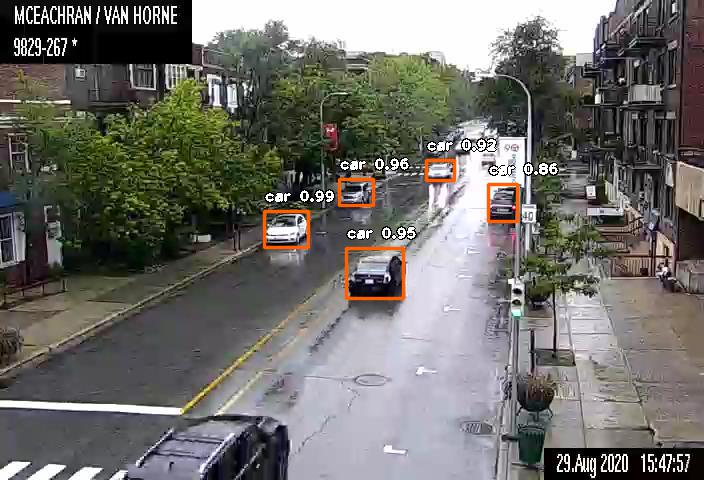 MCEACHRAN / VAN HORNE
9829-267 *
car 0.92
car 0.96
car 0.86
car 0.99
40
car 0.95
29.Aug 2020 15:47:57